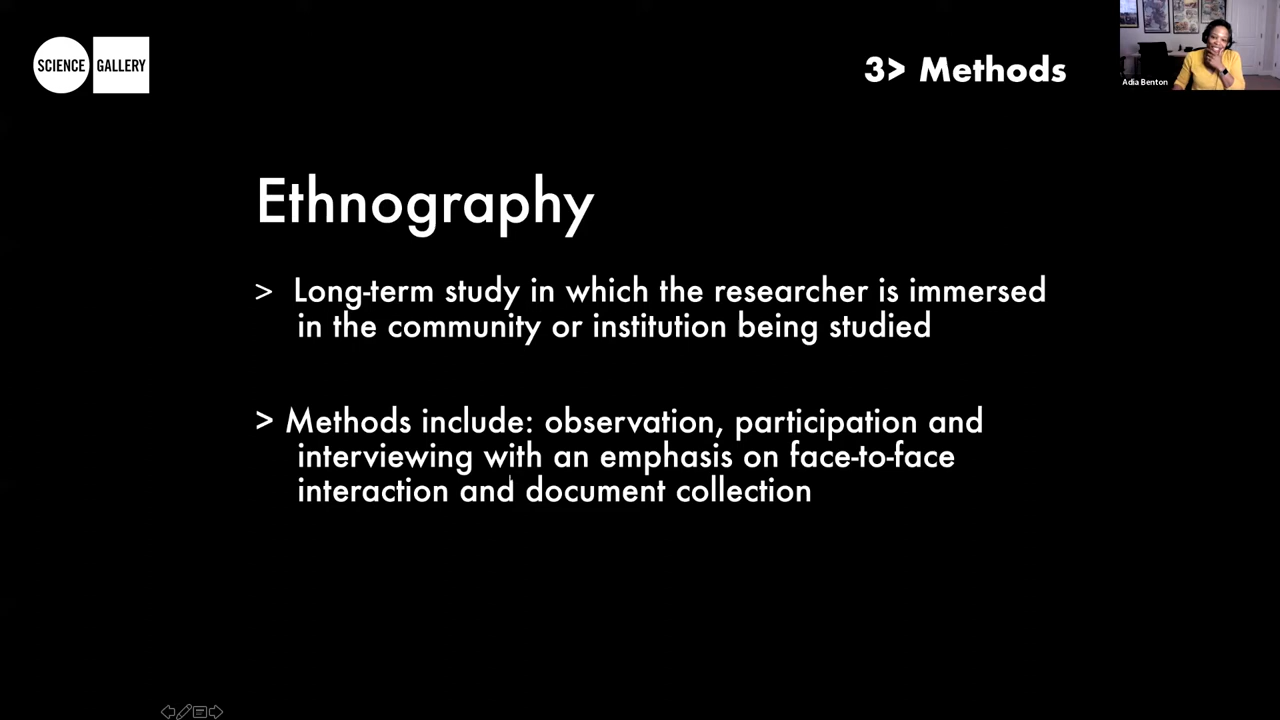 SCIENCE GALLERY
3> Methods
Adia Benton
Ethnography
> Long-term study in which the researcher is immersed
in the community or institution being studied
> Methods include: observation, participation and
interviewing with an emphasis on face-to-face
interaction and document collection